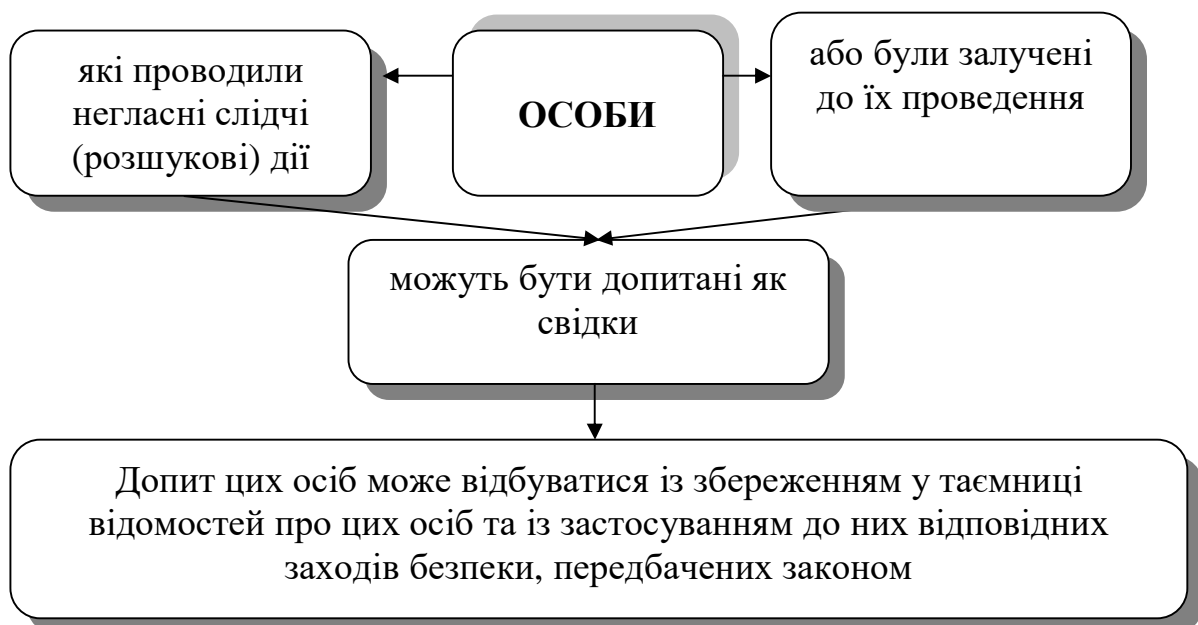 які проводили
негласні слідчі
(розшукові) дії
ОСОБИ
або були залучені
до їх проведення
можуть бути допитані як
свідки
Допит цих осіб може відбуватися із збереженням у таємниці
відомостей про цих осіб та із застосуванням до них відповідних
заходів безпеки, передбачених законом